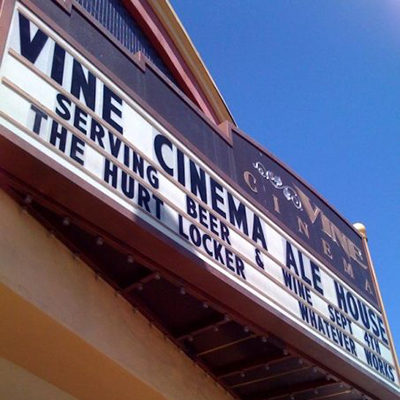 VINE CINEMA
VINE CINEMA ALE HOUSE
SERVING BEER & WINE SEPT 4TH
THE HURT LOCKER WHATEVER WORKS